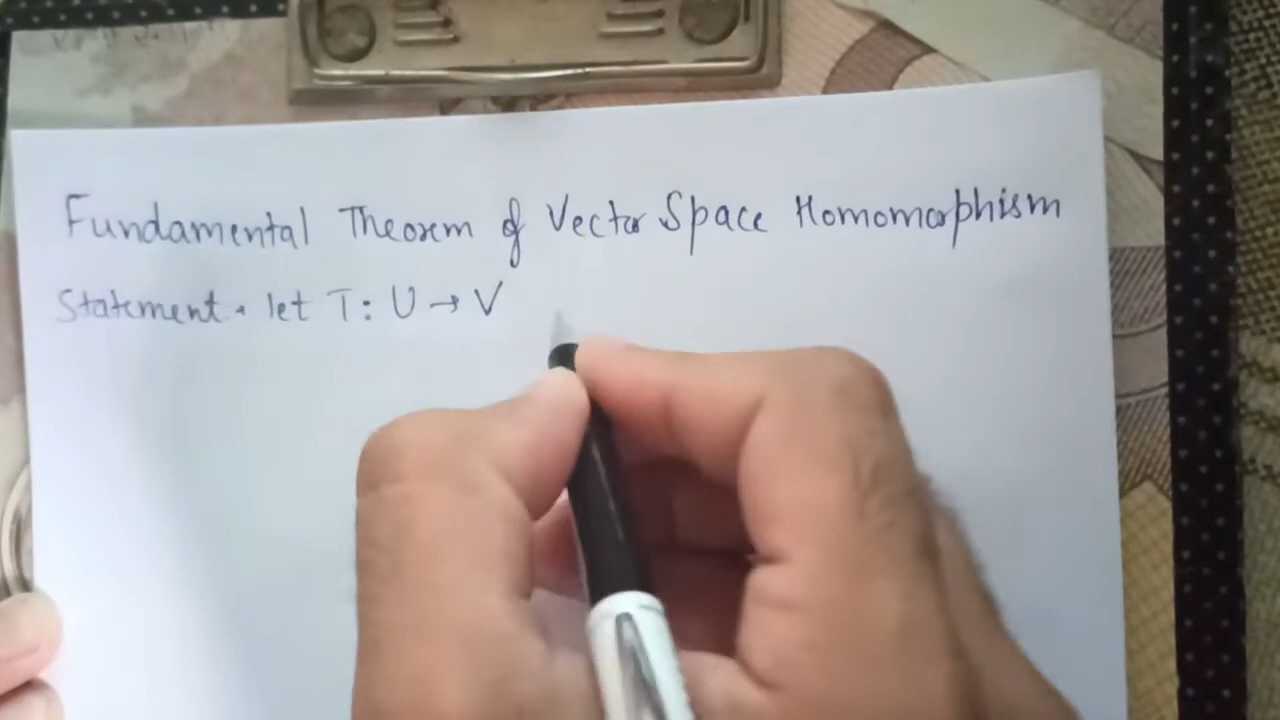 Fundamental Theorem of Vector Space Homomorphism
Statement. let T: U → V